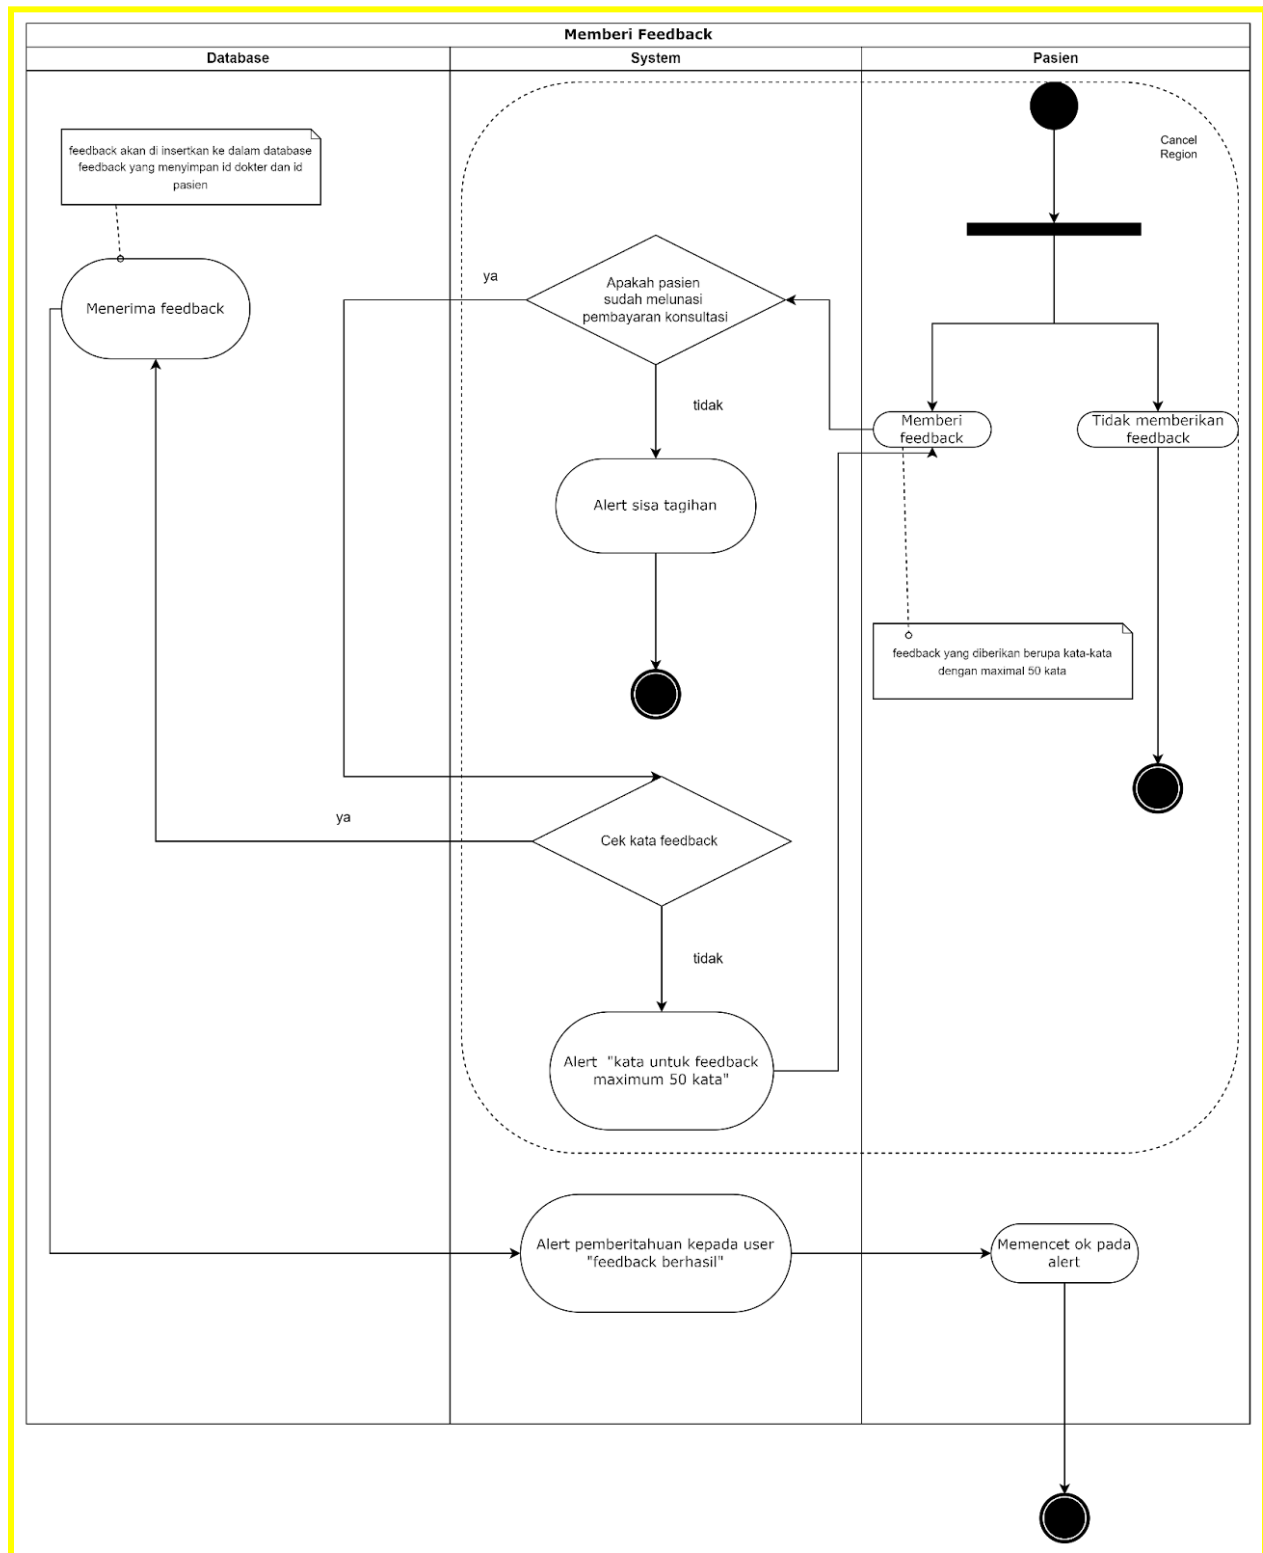 Memberi Feedback
Database
System
Pasien
Cancel
Region
feedback akan di insertkan ke dalam database
feedback yang menyimpan id dokter dan id
pasien
Menerima feedback
ya
Apakah pasien
sudah melunasi
pembayaran konsultasi
tidak
Memberi
feedback
Tidak memberikan
feedback
Alert sisa tagihan
feedback yang diberikan berupa kata-kata
dengan maximal 50 kata
ya
Cek kata feedback
tidak
Alert "kata untuk feedback
maximum 50 kata"
Alert pemberitahuan kepada user
"feedback berhasil"
Memencet ok pada
alert